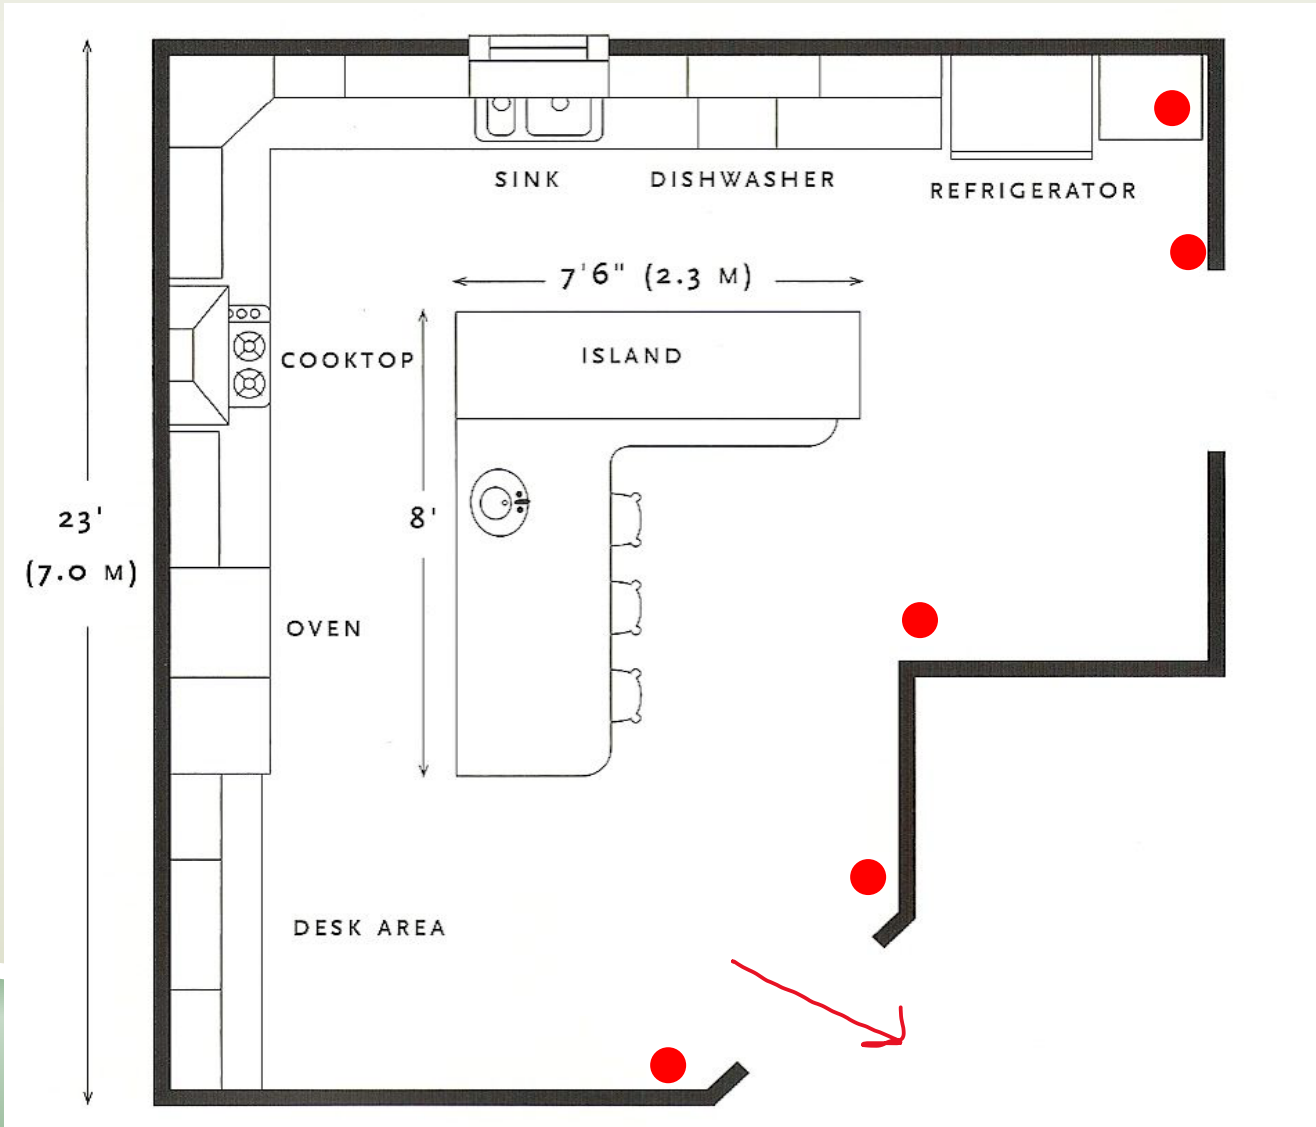 SINK
DISHWASHER
REFRIGERATOR
7'6" (2.3 M)
ISLAND
COOKTOP
8'
23'
(7.0 M)
OVEN
DESK AREA